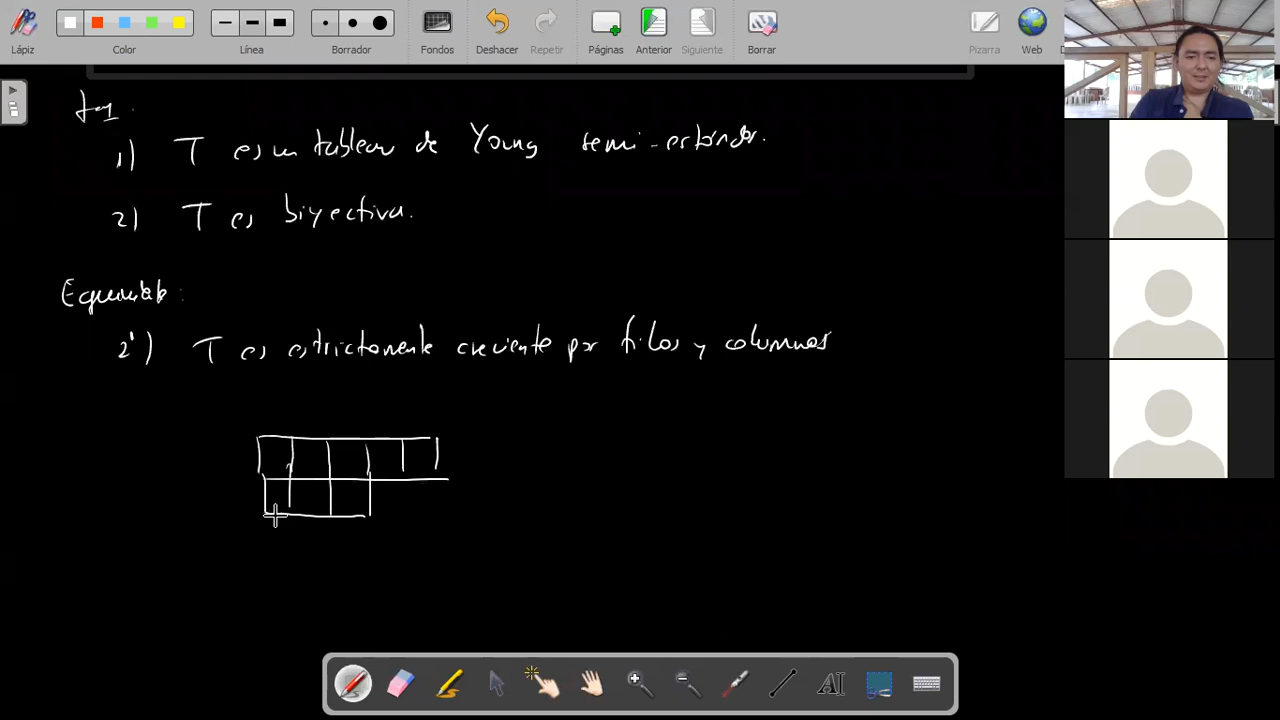 Lápiz Color Línea Borrador Fondos Deshacer Repetir Páginas Anterior Siguiente Borrar Pizarra Web
1) T es un tableau de Young semi-estándar.
2) T es biyectiva.
2') T es estrictamente creciente por filas y columnas